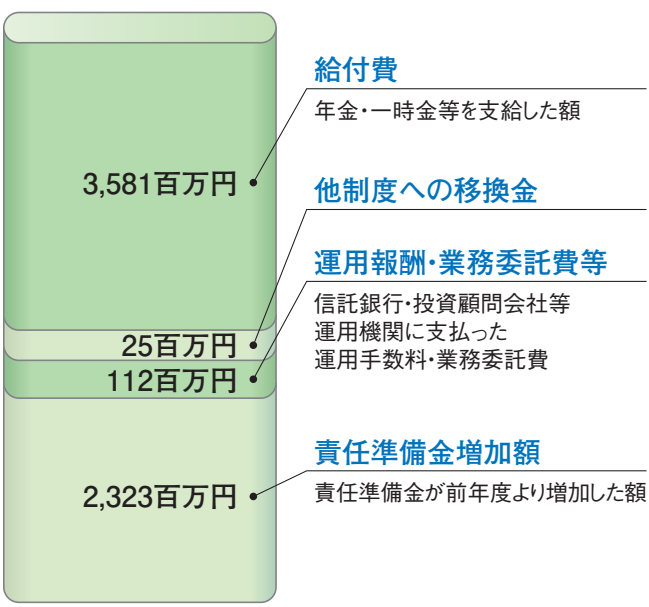 給付費
年金・一時金等を支給した額
3,581百万円
他制度への移換金
25百万円
運用報酬・業務委託費等
信託銀行・投資顧問会社等
運用機関に支払った
運用手数料・業務委託費
112百万円
責任準備金増加額
責任準備金が前年度より増加した額
2,323百万円